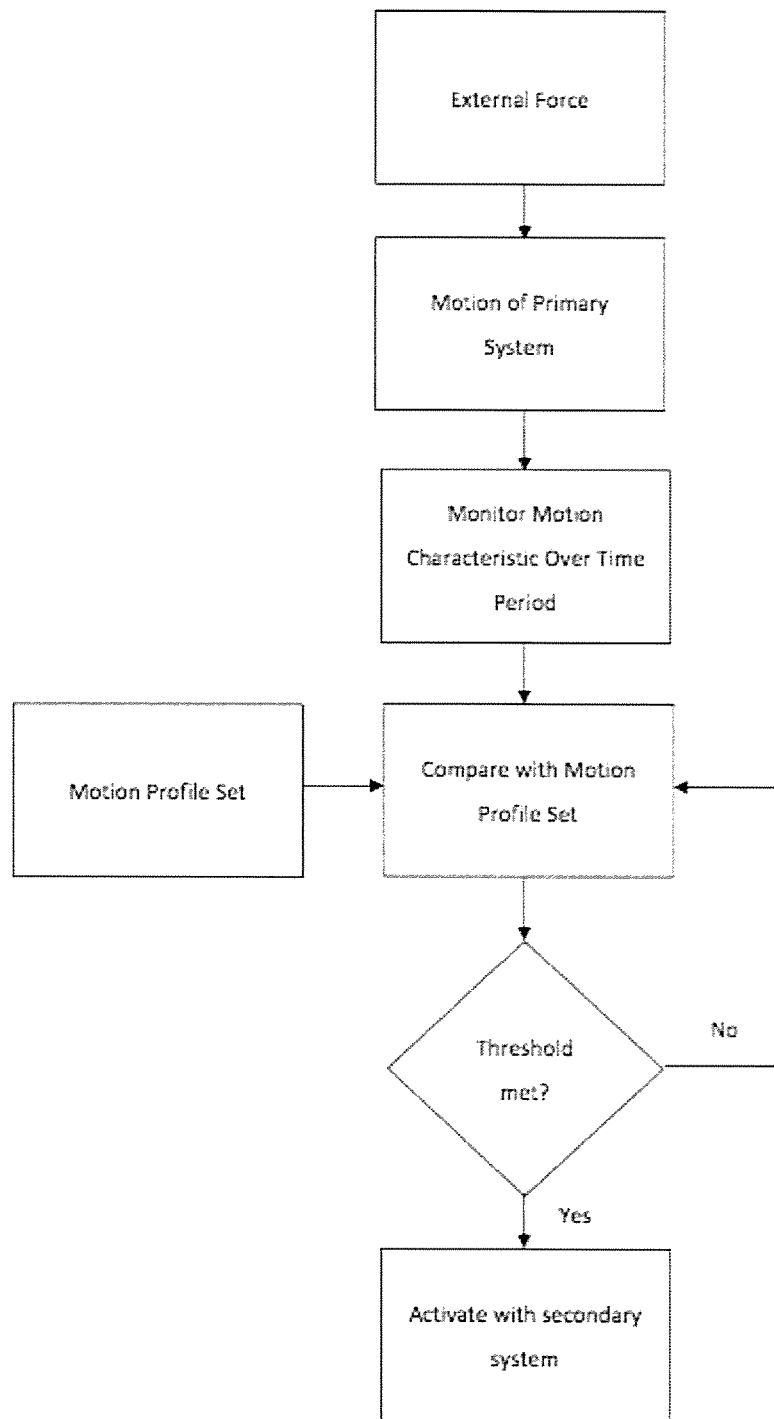 External Force
Motion of Primary
System
Monitor Motion
Characteristic Over Time
Period
Motion Profile Set
Compare with Motion
Profile Set
Threshold
met?
No
Yes
Activate with secondary
system